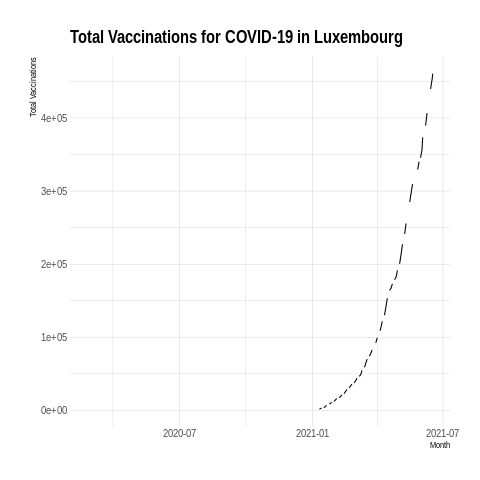 Total Vaccinations for COVID-19 in Luxembourg
Total Vaccinations
4e+05
3e+05
2e+05
1e+05
0e+00
2020-07
2021-01
2021-07
Month